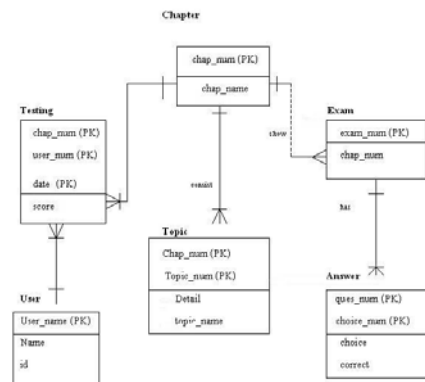 Chapter
chap_num (PK)
chap_name
Testing
chap_num (PK)
user_num (PK)
date (PK)
score
show
Exam
exam_num (PK)
chap_num
consist
has
Topic
Chap_num (PK)
Topic_num (PK)
Detail
topic_name
User
User_name (PK)
Name
id
Answer
ques_num (PK)
choice_num (PK)
choice
correct